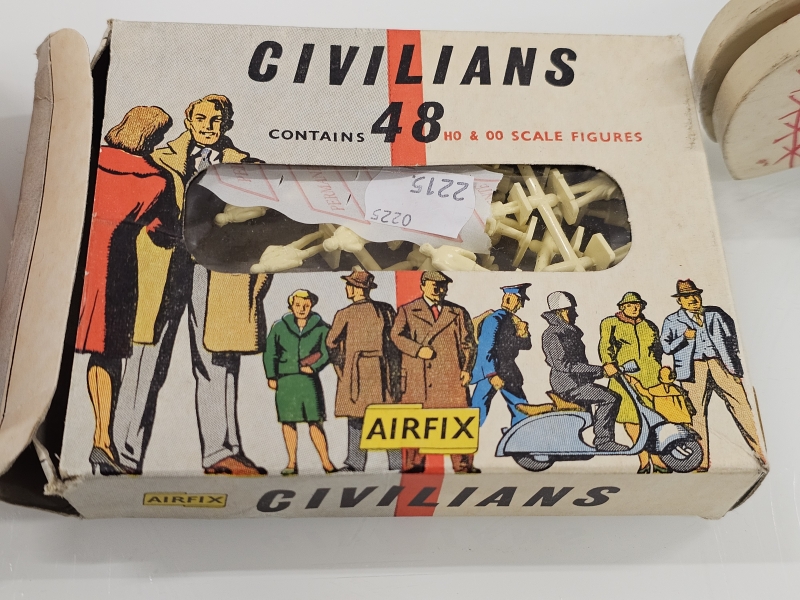 CIVILIANS
CONTAINS 48 HO & OO SCALE FIGURES
2215
0225
AIRFIX
AIRFIX CIVILIANS